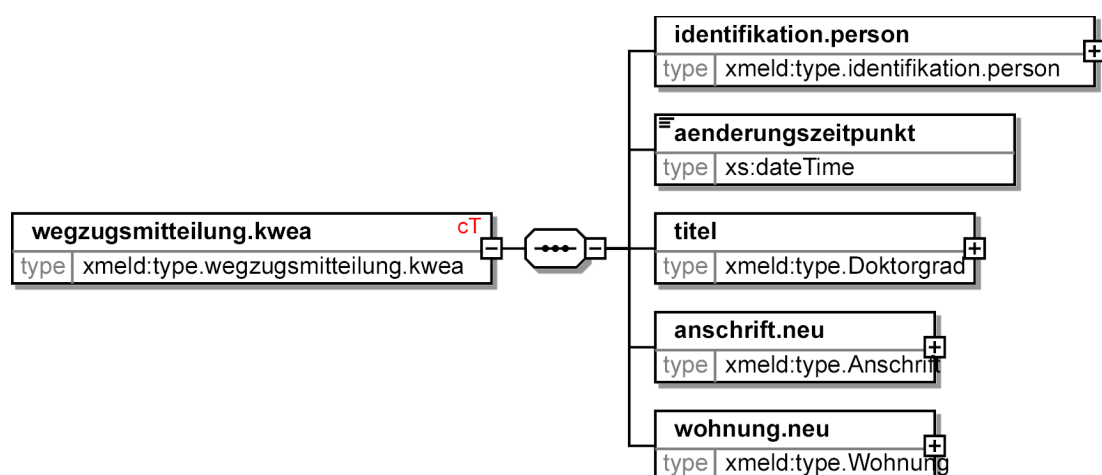 identifikation.person
type xmeld:type.identifikation.person
aenderungszeitpunkt
type xs:dateTime
wegzugsmitteilung.kwea cT
type xmeld:type.wegzugsmitteilung.kwea
titel
type xmeld:type.Doktorgrad
anschrift.neu
type xmeld:type.Anschrift
wohnung.neu
type xmeld:type.Wohnung